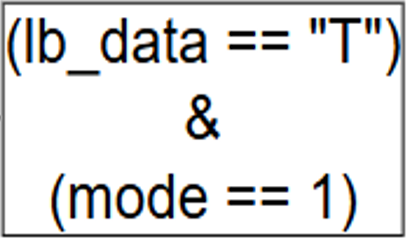 (lb_data == "T")
&
(mode == 1)